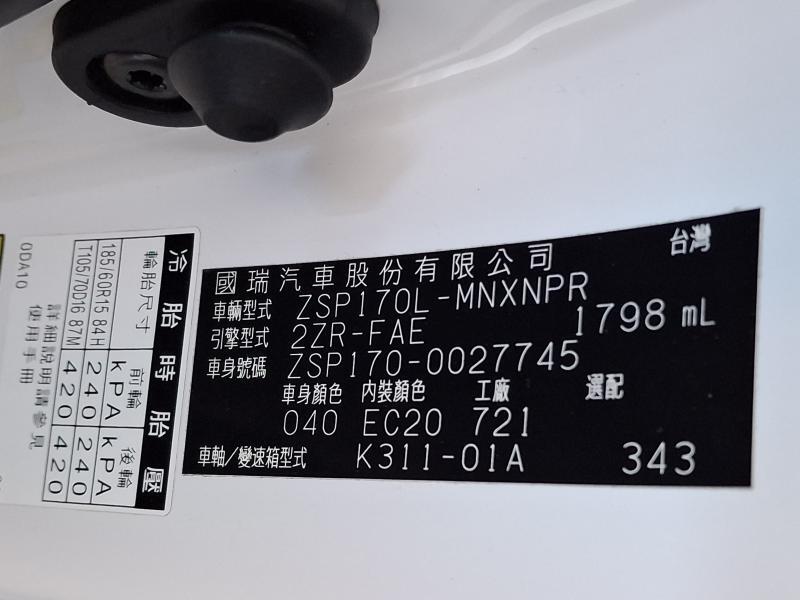 國瑞汽車股份有限公司
台灣
車輛型式 ZSP170L-MNXNPR
引擎型式 2ZR-FAE 1798 mL
車身號碼 ZSP170-0027745
車身顏色 內裝顏色 工廠 選配
040 EC20 721
車軸/變速箱型式 K311-01A 343
冷胎時胎壓
輪胎尺寸 前輪 後輪
kPA kPA
185/60R15 84H 240 240
T105/70D16 87M 420 420
詳細說明請參見
使用手冊
0DA10